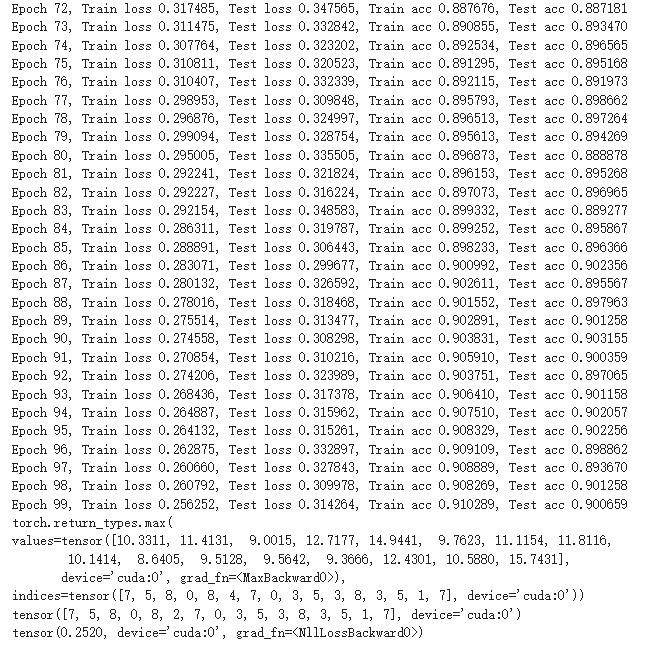 Epoch 72, Train loss 0.317485, Test loss 0.347565, Train acc 0.887676, Test acc 0.887181
Epoch 73, Train loss 0.311475, Test loss 0.332842, Train acc 0.890855, Test acc 0.893470
Epoch 74, Train loss 0.307764, Test loss 0.323202, Train acc 0.892534, Test acc 0.896565
Epoch 75, Train loss 0.310811, Test loss 0.320523, Train acc 0.891295, Test acc 0.895168
Epoch 76, Train loss 0.310407, Test loss 0.332339, Train acc 0.892115, Test acc 0.891973
Epoch 77, Train loss 0.298953, Test loss 0.309848, Train acc 0.895793, Test acc 0.898662
Epoch 78, Train loss 0.296876, Test loss 0.324997, Train acc 0.896513, Test acc 0.897264
Epoch 79, Train loss 0.299094, Test loss 0.328754, Train acc 0.895613, Test acc 0.894269
Epoch 80, Train loss 0.295005, Test loss 0.335505, Train acc 0.896873, Test acc 0.888878
Epoch 81, Train loss 0.292241, Test loss 0.321824, Train acc 0.896153, Test acc 0.895268
Epoch 82, Train loss 0.292227, Test loss 0.316224, Train acc 0.897073, Test acc 0.896965
Epoch 83, Train loss 0.292154, Test loss 0.348583, Train acc 0.899332, Test acc 0.889277
Epoch 84, Train loss 0.286311, Test loss 0.319787, Train acc 0.899252, Test acc 0.895867
Epoch 85, Train loss 0.288891, Test loss 0.306443, Train acc 0.898233, Test acc 0.896366
Epoch 86, Train loss 0.283071, Test loss 0.299677, Train acc 0.900992, Test acc 0.902356
Epoch 87, Train loss 0.280132, Test loss 0.326592, Train acc 0.902611, Test acc 0.895567
Epoch 88, Train loss 0.278016, Test loss 0.318468, Train acc 0.901552, Test acc 0.897963
Epoch 89, Train loss 0.275514, Test loss 0.313477, Train acc 0.902891, Test acc 0.901258
Epoch 90, Train loss 0.274558, Test loss 0.308298, Train acc 0.903831, Test acc 0.903155
Epoch 91, Train loss 0.270854, Test loss 0.310216, Train acc 0.905910, Test acc 0.900359
Epoch 92, Train loss 0.274206, Test loss 0.323989, Train acc 0.903751, Test acc 0.897065
Epoch 93, Train loss 0.268436, Test loss 0.317378, Train acc 0.906410, Test acc 0.901158
Epoch 94, Train loss 0.264887, Test loss 0.315962, Train acc 0.907510, Test acc 0.902057
Epoch 95, Train loss 0.264132, Test loss 0.315261, Train acc 0.908329, Test acc 0.902256
Epoch 96, Train loss 0.262875, Test loss 0.332897, Train acc 0.909109, Test acc 0.898862
Epoch 97, Train loss 0.260660, Test loss 0.327843, Train acc 0.908889, Test acc 0.893670
Epoch 98, Train loss 0.260792, Test loss 0.309978, Train acc 0.908269, Test acc 0.901258
Epoch 99, Train loss 0.256252, Test loss 0.314264, Train acc 0.910289, Test acc 0.900659
torch.return_types.max(
values=tensor([10.3311, 11.4131, 9.0015, 12.7177, 14.9441, 9.7623, 11.1154, 11.8116,
10.1414, 8.6405, 9.5128, 9.5642, 9.3666, 12.4301, 10.5880, 15.7431],
device='cuda:0', grad_fn=<MaxBackward0>),
indices=tensor([7, 5, 8, 0, 8, 4, 7, 0, 3, 5, 3, 8, 3, 5, 1, 7], device='cuda:0'))
tensor([7, 5, 8, 0, 8, 2, 7, 0, 3, 5, 3, 8, 3, 5, 1, 7], device='cuda:0')
tensor(0.2520, device='cuda:0', grad_fn=<NllLossBackward0>)